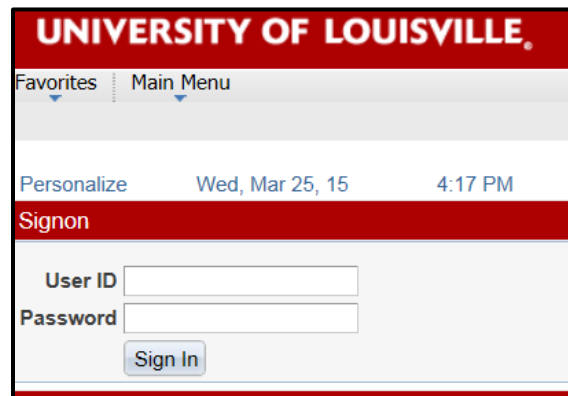 UNIVERSITY OF LOUISVILLE®
Favorites Main Menu
Personalize Wed, Mar 25, 15 4:17 PM
Signon
User ID
Password
Sign In